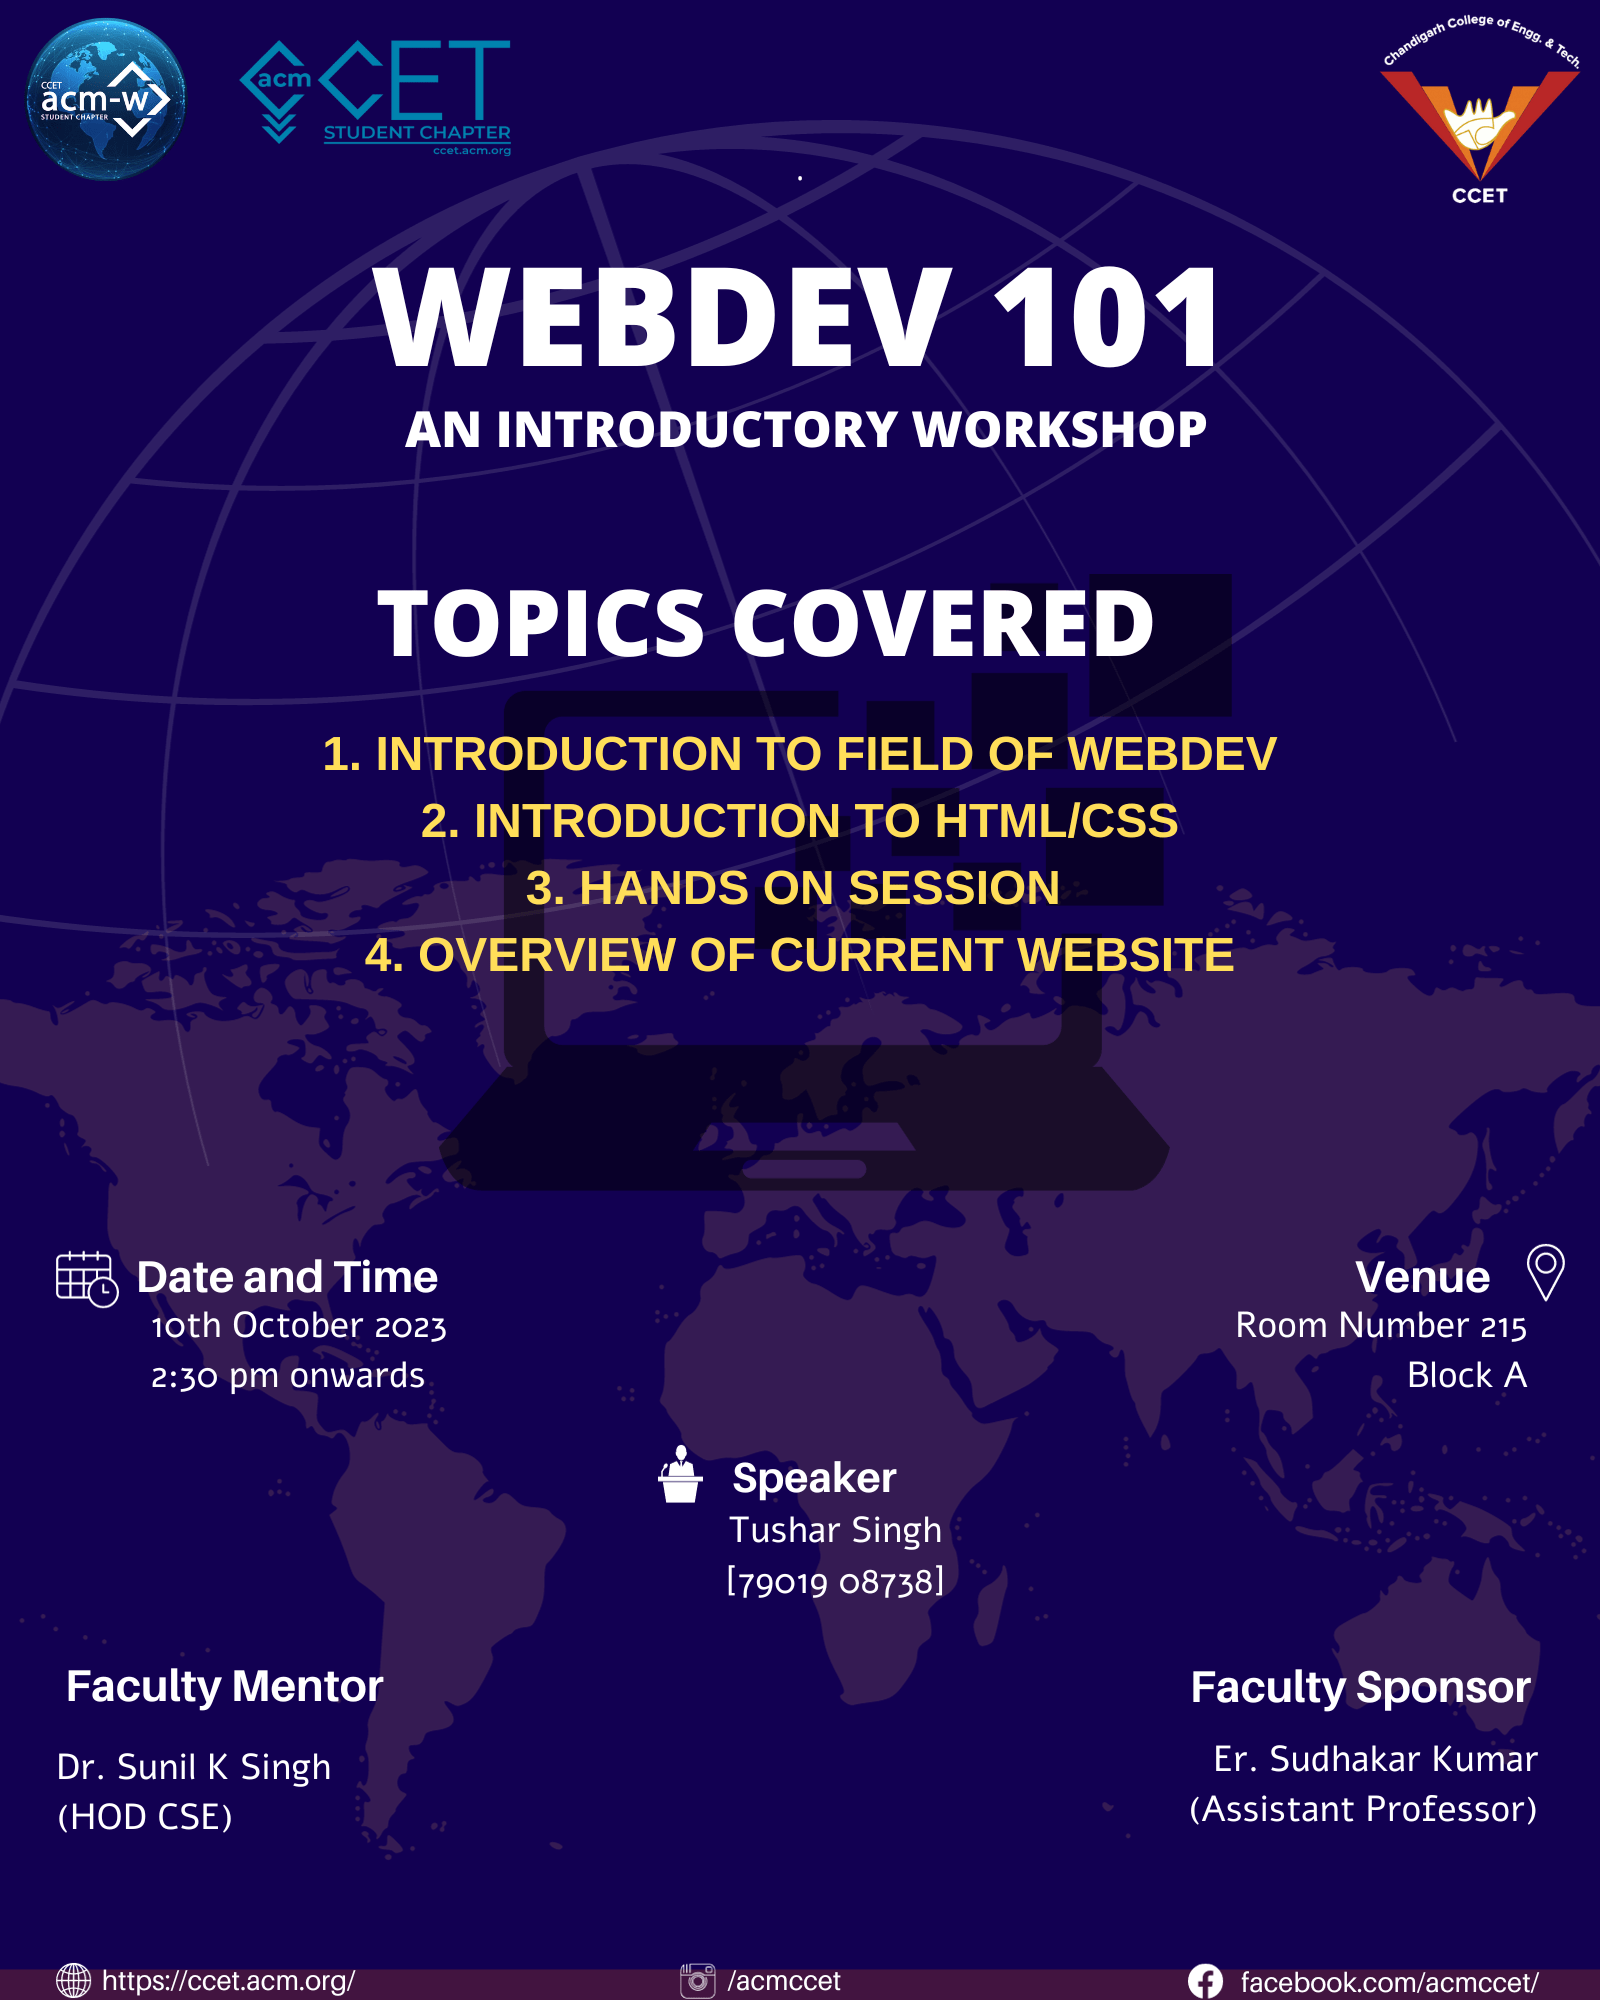 CCET
acm-w
STUDENT CHAPTER
acm CCET
STUDENT CHAPTER
ccet.acm.org
Chandigarh College of Engg. & Tech.
CCET
WEBDEV 101
AN INTRODUCTORY WORKSHOP
TOPICS COVERED
1. INTRODUCTION TO FIELD OF WEBDEV
2. INTRODUCTION TO HTML/CSS
3. HANDS ON SESSION
4. OVERVIEW OF CURRENT WEBSITE
Date and Time
10th October 2023
2:30 pm onwards
Venue
Room Number 215
Block A
Speaker
Tushar Singh
[79019 08738]
Faculty Mentor
Dr. Sunil K Singh
(HOD CSE)
Faculty Sponsor
Er. Sudhakar Kumar
(Assistant Professor)
https://ccet.acm.org/
/acmccet
facebook.com/acmccet/